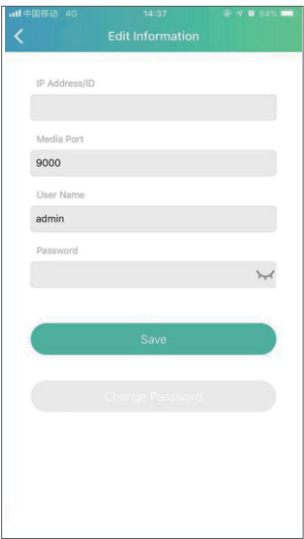 中国移动 4G 14:37 84%
Edit Information
IP Address/ID
Media Port
9000
User Name
admin
Password
Save
Change Password